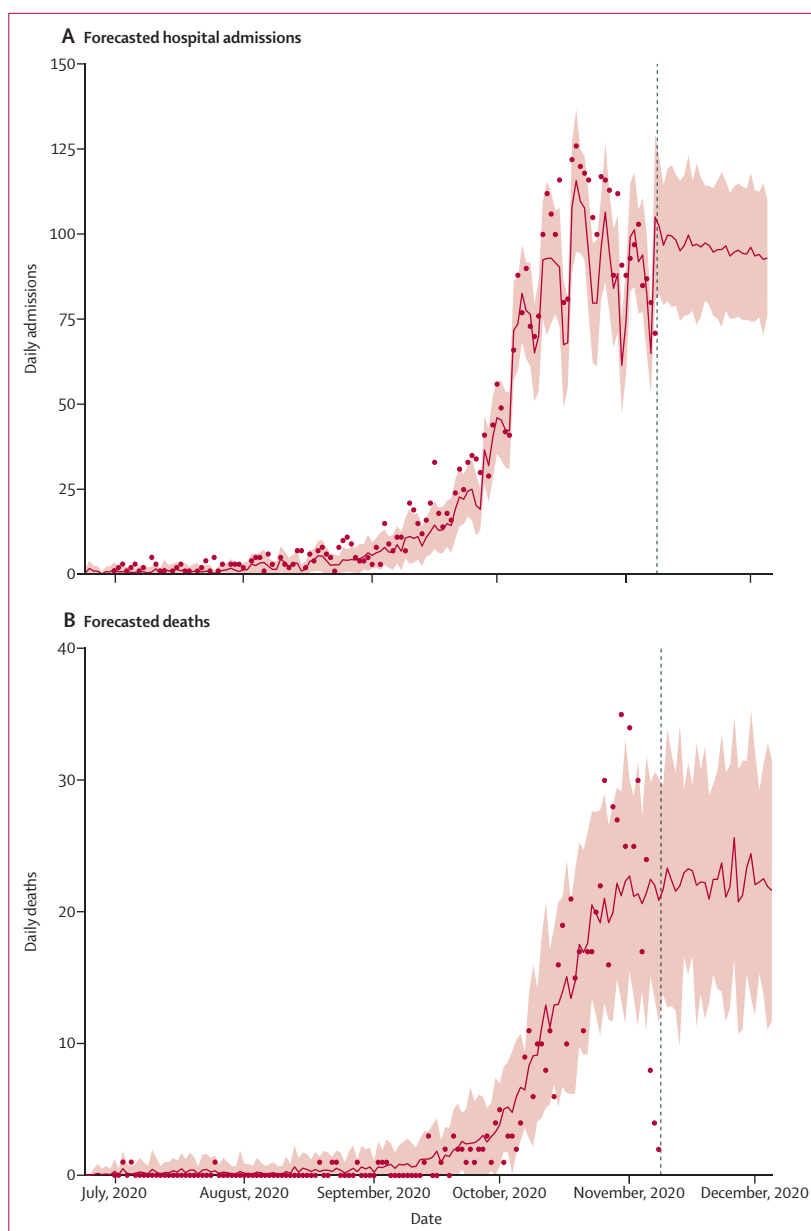 A Forecasted hospital admissions
150
125
100
75
50
25
0
Daily admissions
B Forecasted deaths
40
30
20
10
0
Daily deaths
July, 2020 August, 2020 September, 2020 October, 2020 November, 2020 December, 2020
Date